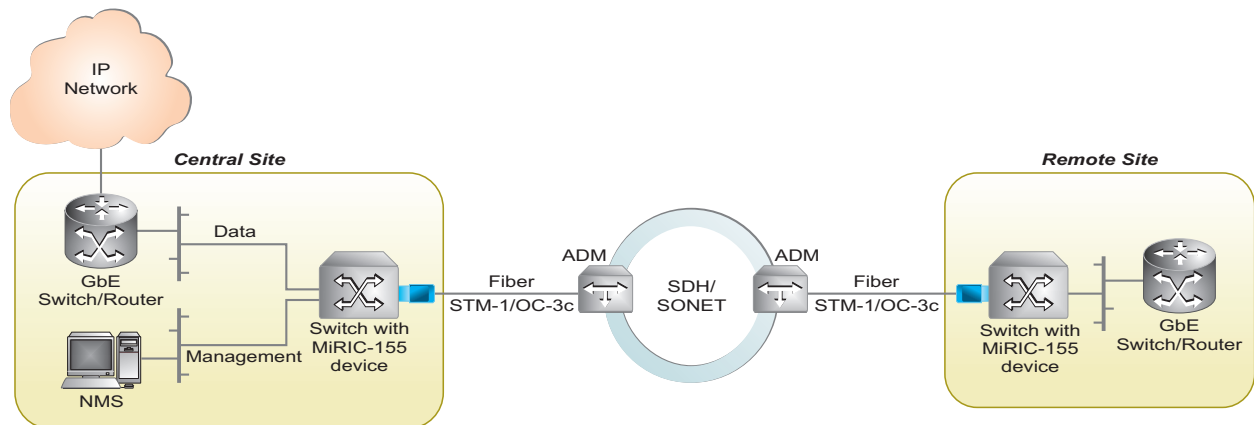 IP
Network
Central Site
Data
GbE
Switch/Router
Management
NMS
Switch with
MiRIC-155
device
Fiber
STM-1/OC-3c
ADM
SDH/
SONET
ADM
Fiber
STM-1/OC-3c
Remote Site
Switch with
MiRIC-155
device
GbE
Switch/Router